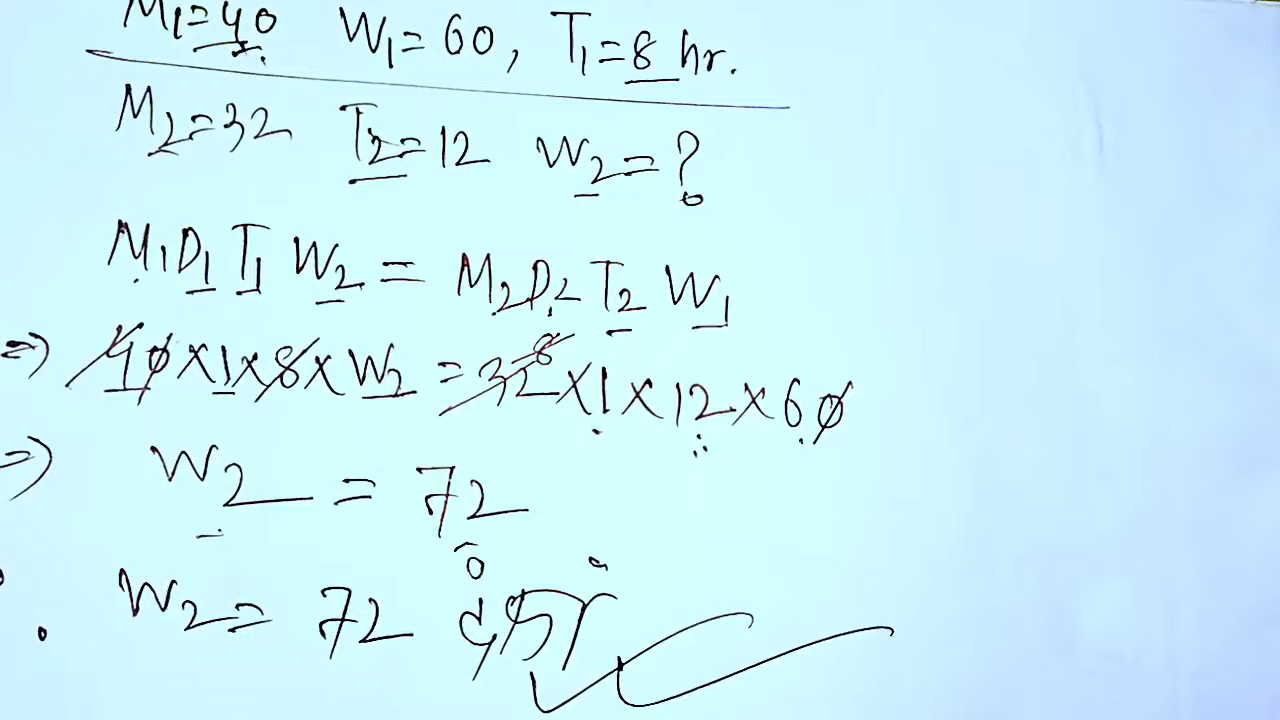 M₁=40 W₁=60, T₁=8 hr.
M₂=32 T₂=12 W₂=?
M₁D₁T₁W₂ = M₂D₂T₂W₁
⇒ 40×1×8×W₂ = 32×1×12×60
8
⇒ W₂ = 72
W₂= 72